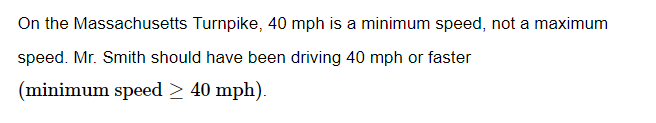 On the Massachusetts Turnpike, 40 mph is a minimum speed, not a maximum
speed. Mr. Smith should have been driving 40 mph or faster
(minimum speed ≥ 40 mph).